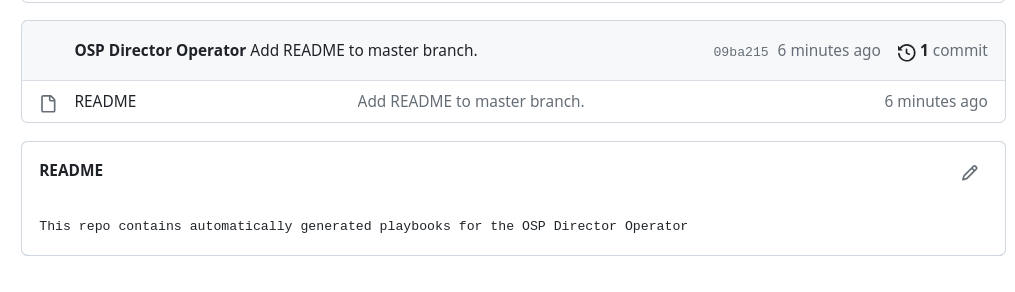 OSP Director Operator Add README to master branch. 09ba215 6 minutes ago 1 commit
README Add README to master branch. 6 minutes ago
README
This repo contains automatically generated playbooks for the OSP Director Operator